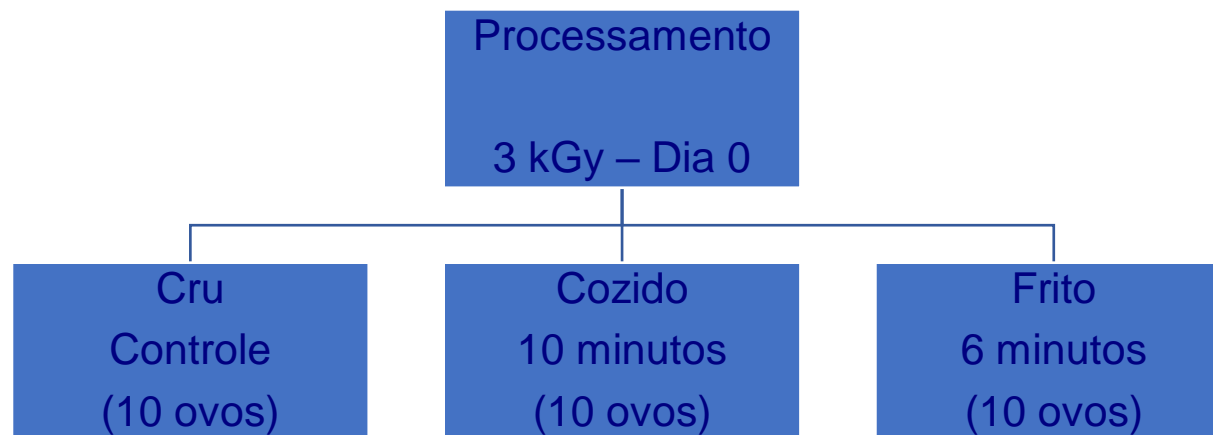 Processamento
3 kGy – Dia 0
Cru
Controle
(10 ovos)
Cozido
10 minutos
(10 ovos)
Frito
6 minutos
(10 ovos)